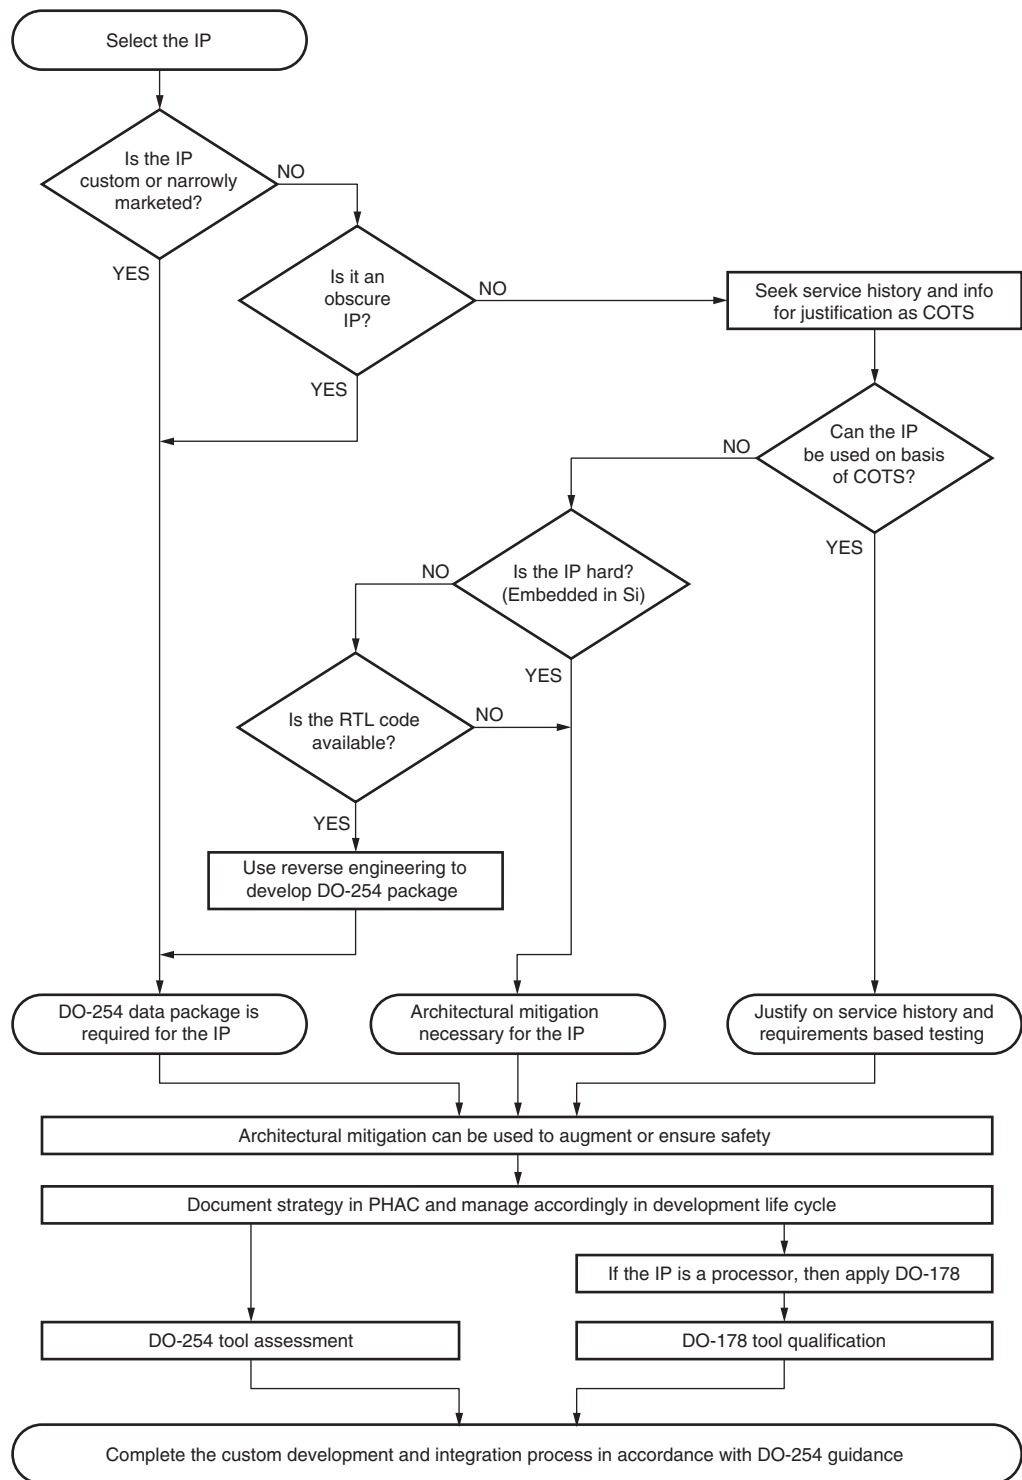 Select the IP
Is the IP
custom or narrowly
marketed?
NO
YES
Is it an
obscure
IP?
NO
YES
Seek service history and info
for justification as COTS
Can the IP
be used on basis
of COTS?
NO
YES
Is the IP hard?
(Embedded in Si)
NO
YES
Is the RTL code
available?
NO
YES
Use reverse engineering to
develop DO-254 package
DO-254 data package is
required for the IP
Architectural mitigation
necessary for the IP
Justify on service history and
requirements based testing
Architectural mitigation can be used to augment or ensure safety
Document strategy in PHAC and manage accordingly in development life cycle
If the IP is a processor, then apply DO-178
DO-254 tool assessment
DO-178 tool qualification
Complete the custom development and integration process in accordance with DO-254 guidance